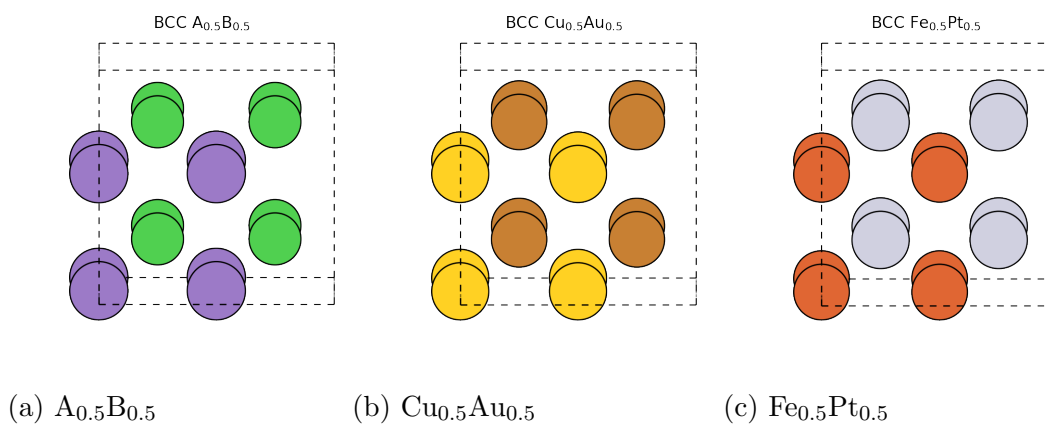 BCC A₀.₅B₀.₅
BCC Cu₀.₅Au₀.₅
BCC Fe₀.₅Pt₀.₅
(a) A₀.₅B₀.₅
(b) Cu₀.₅Au₀.₅
(c) Fe₀.₅Pt₀.₅